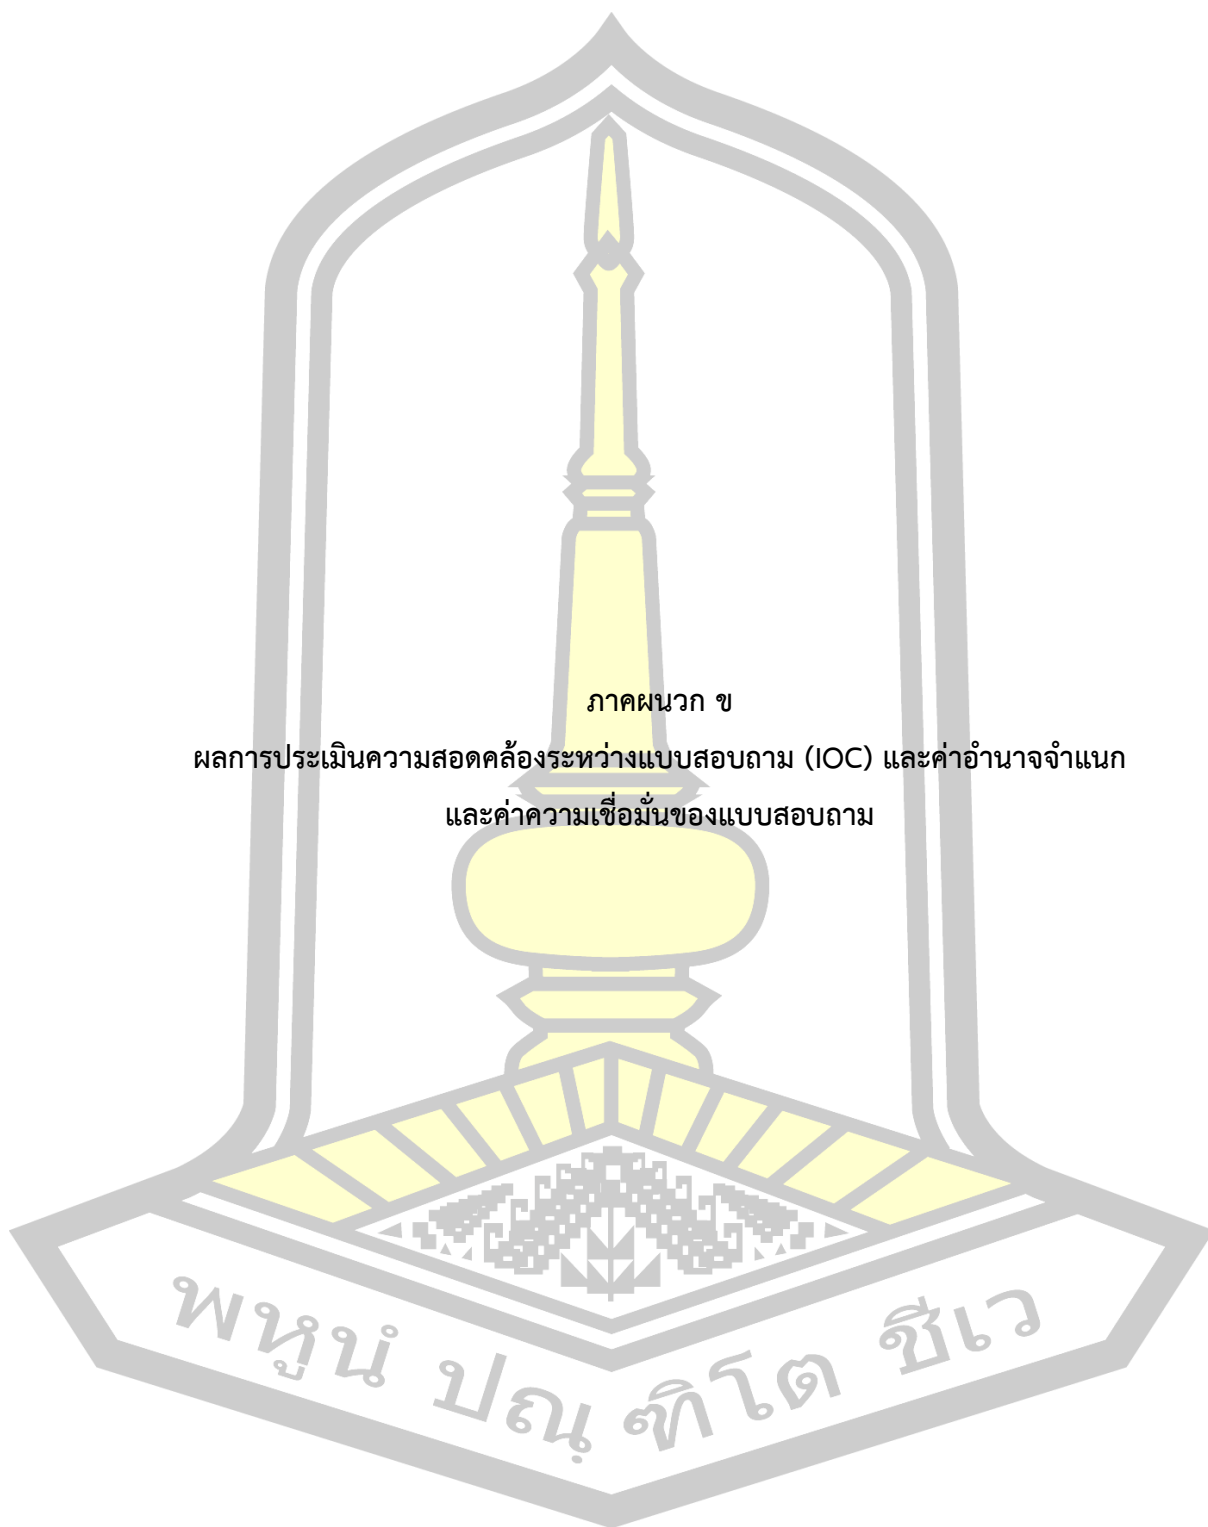 ภาคผนวก ข
ผลการประเมินความสอดคล้องระหว่างแบบสอบถาม (IOC) และค่าอำนาจจำแนก
และค่าความเชื่อมั่นของแบบสอบถาม
พหูนํ ปณฺฑิโต ชีเว